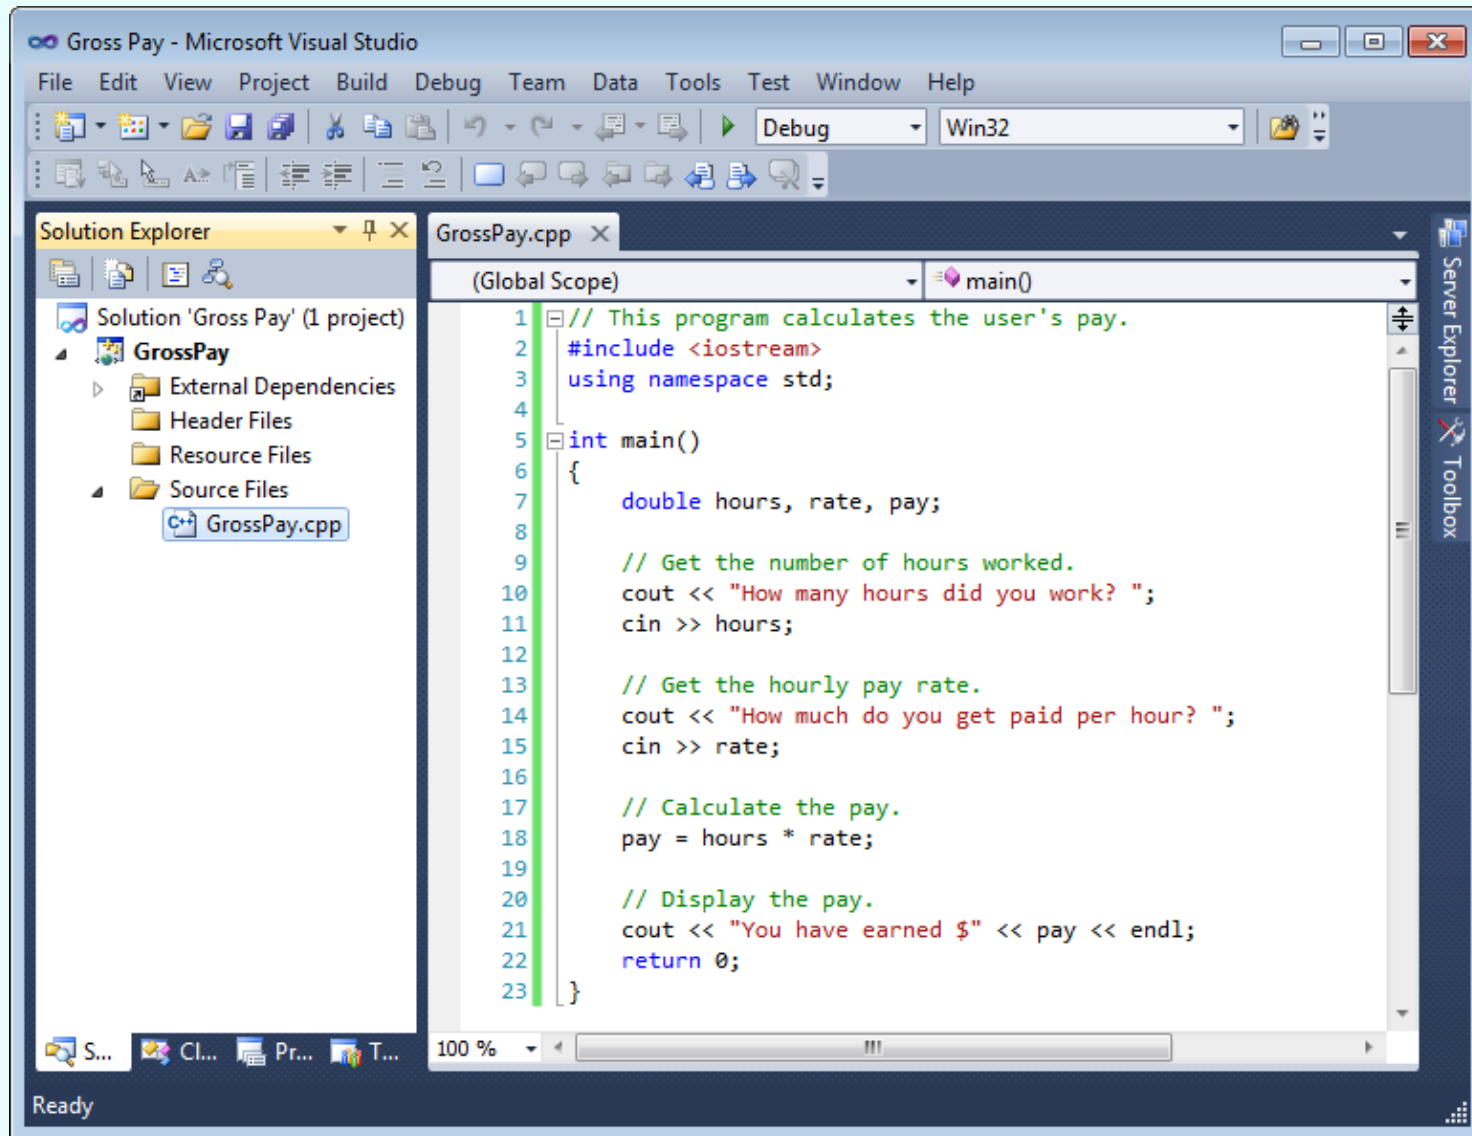 Gross Pay - Microsoft Visual Studio
File Edit View Project Build Debug Team Data Tools Test Window Help
Debug Win32
Solution Explorer
Solution 'Gross Pay' (1 project)
GrossPay
External Dependencies
Header Files
Resource Files
Source Files
GrossPay.cpp
S... Cl... Pr... T...
GrossPay.cpp
(Global Scope) main()
1 // This program calculates the user's pay.
2 #include <iostream>
3 using namespace std;
4
5 int main()
6 {
7     double hours, rate, pay;
8
9     // Get the number of hours worked.
10     cout << "How many hours did you work? ";
11     cin >> hours;
12
13     // Get the hourly pay rate.
14     cout << "How much do you get paid per hour? ";
15     cin >> rate;
16
17     // Calculate the pay.
18     pay = hours * rate;
19
20     // Display the pay.
21     cout << "You have earned $" << pay << endl;
22     return 0;
23 }
100 %
Server Explorer
Toolbox
Ready